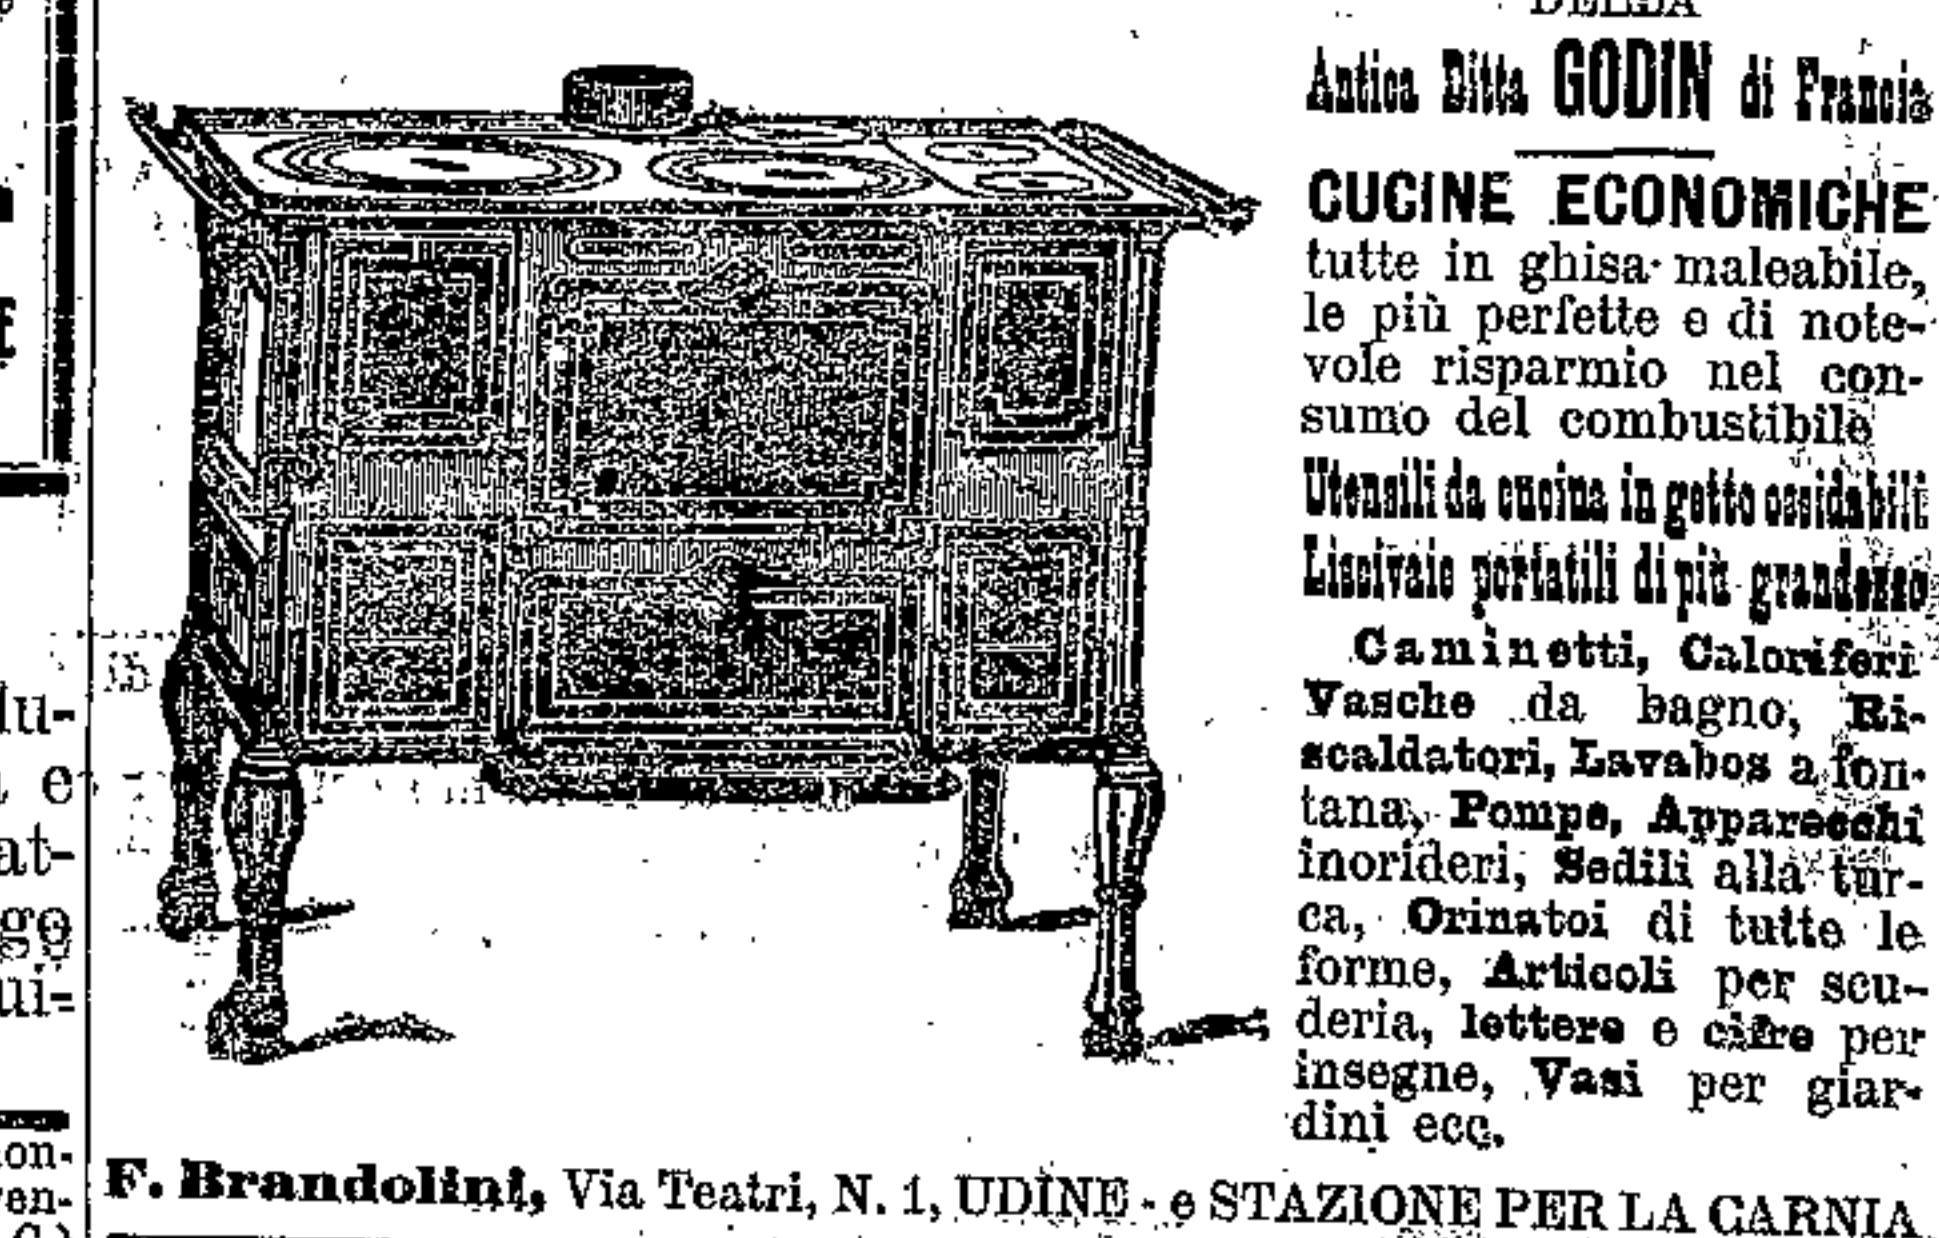 DELLA
Antica Ditta GODIN di Francia
CUCINE ECONOMICHE
tutte in ghisa maleabile,
le più perfette e di note-
vole risparmio nel con-
sumo del combustibile
Utensili da cucina in getto ossidabili
Liscivaie portatili di più grandezze
Caminetti, Caloriferi
Vasche da bagno, Ri-
scaldatori, Lavabos a fon-
tana, Pompe, Apparecchi
inorideri, Sedili alla tur-
ca, Orinatoi di tutte le
forme, Articoli per scu-
deria, lettere e cifre per
insegne, Vasi per giar-
dini ecc.
F. Brandolini, Via Teatri, N. 1, UDINE - e STAZIONE PER LA CARNIA